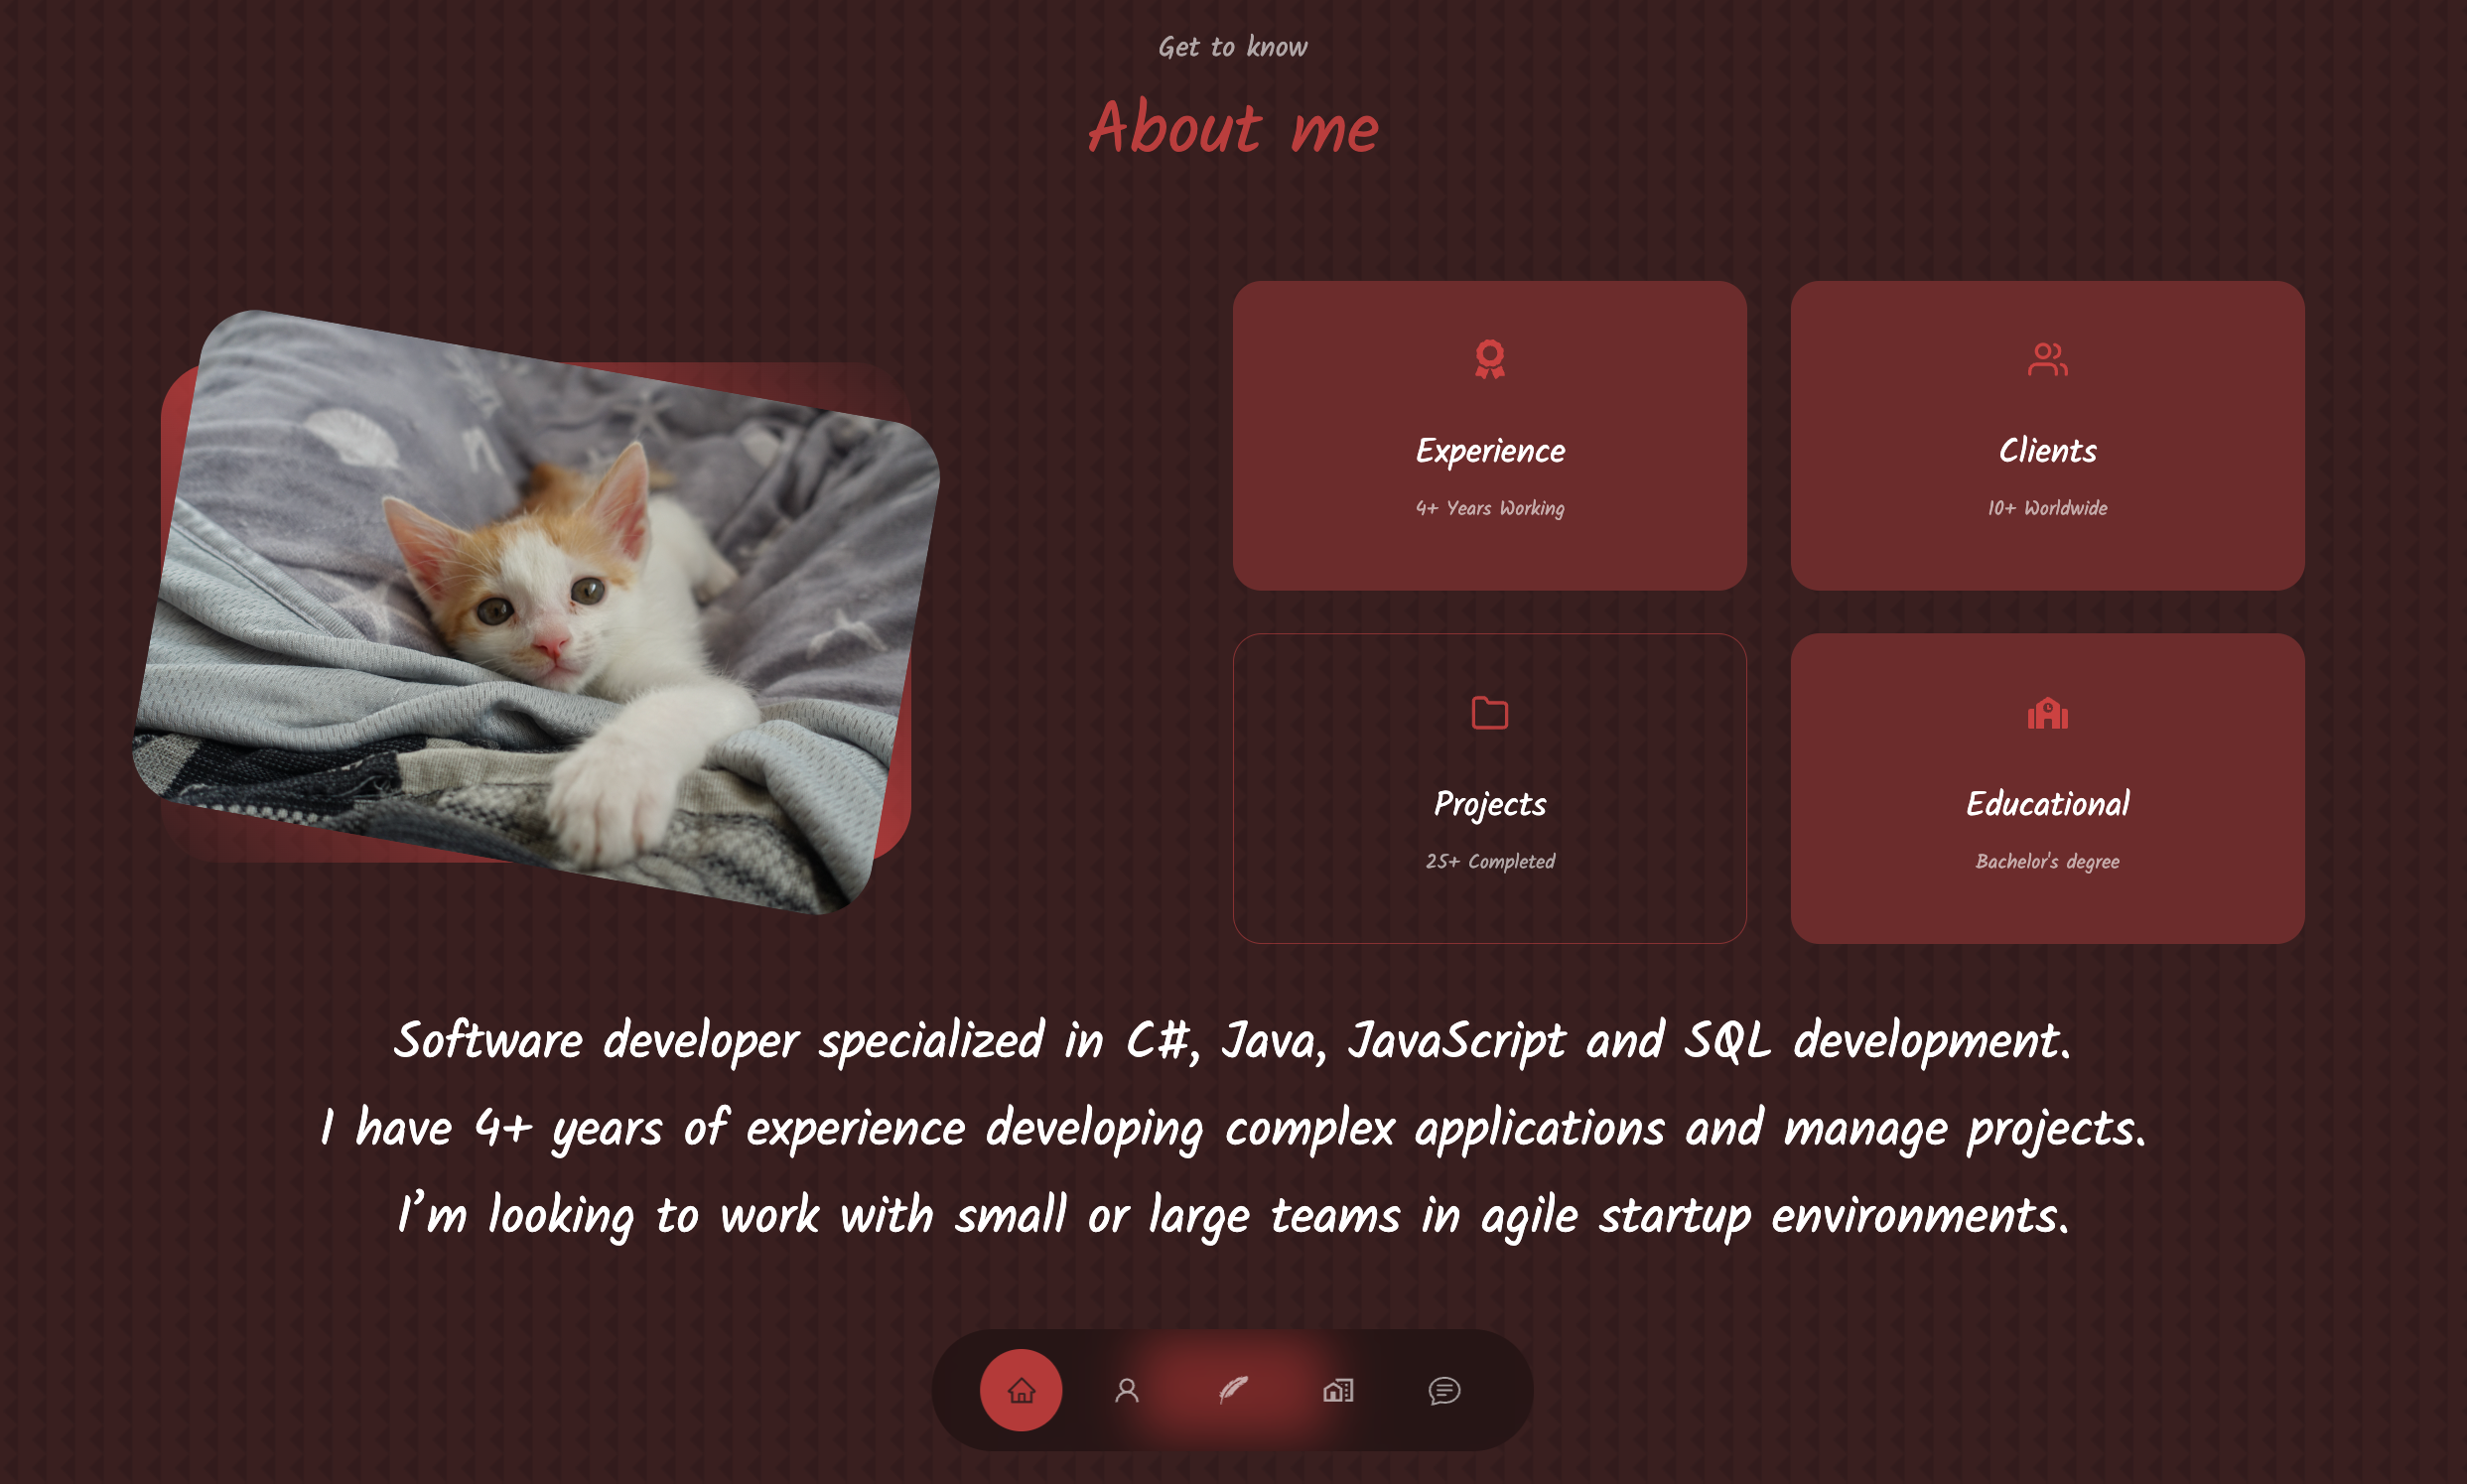 Get to know
About me
Experience
4+ Years Working
Clients
10+ Worldwide
Projects
25+ Completed
Educational
Bachelor's degree
Software developer specialized in C#, Java, JavaScript and SQL development.
I have 4+ years of experience developing complex applications and manage projects.
I’m looking to work with small or large teams in agile startup environments.